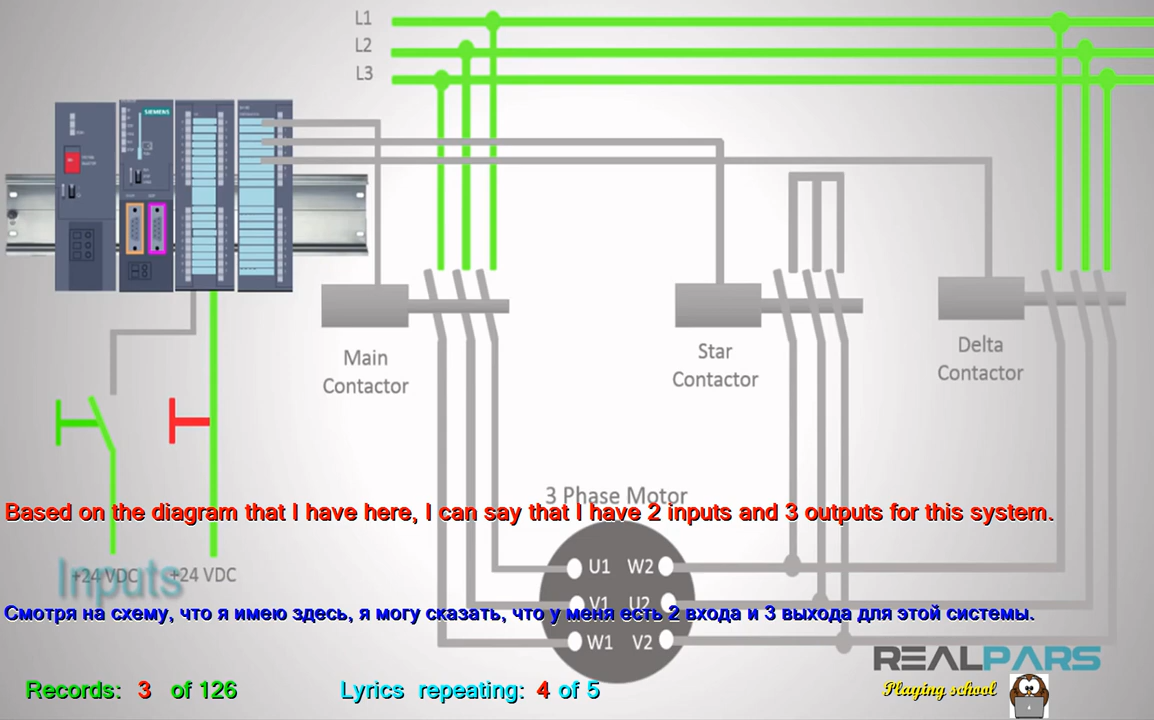 L1
L2
L3
SIEMENS
Main
Contactor
Star
Contactor
Delta
Contactor
3 Phase Motor
Based on the diagram that I have here, I can say that I have 2 inputs and 3 outputs for this system.
Inputs
+24 VDC
+24 VDC
U1 W2
V1 U2
W1 V2
Смотря на схему, что я имею здесь, я могу сказать, что у меня есть 2 входа и 3 выхода для этой системы.
REALPARS
Playing school
Records: 3 of 126
Lyrics repeating: 4 of 5